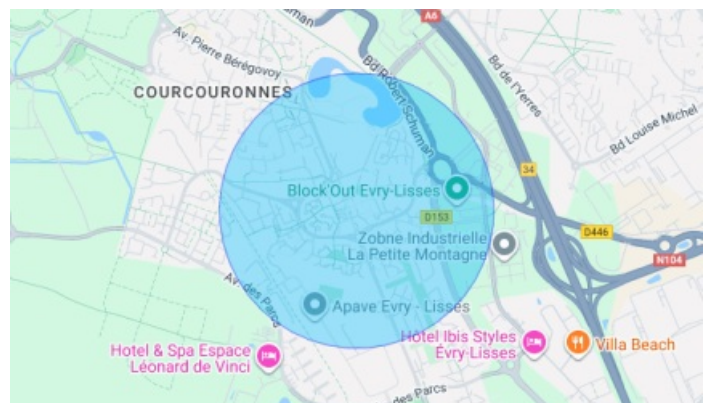 A6
Av. Pierre Bérégovoy
Bd Robert Schuman
Bd de l'Yerres
COURCOURONNES
Bd Louise Michel
34
Block'Out Evry-Lisses
D153
D446
Zobne Industrielle
La Petite Montagne
N104
Av. des Parcs
Apave Evry - Lisses
Hotel & Spa Espace
Léonard de Vinci
Hôtel Ibis Styles
Évry-Lisses
Villa Beach
des Parcs